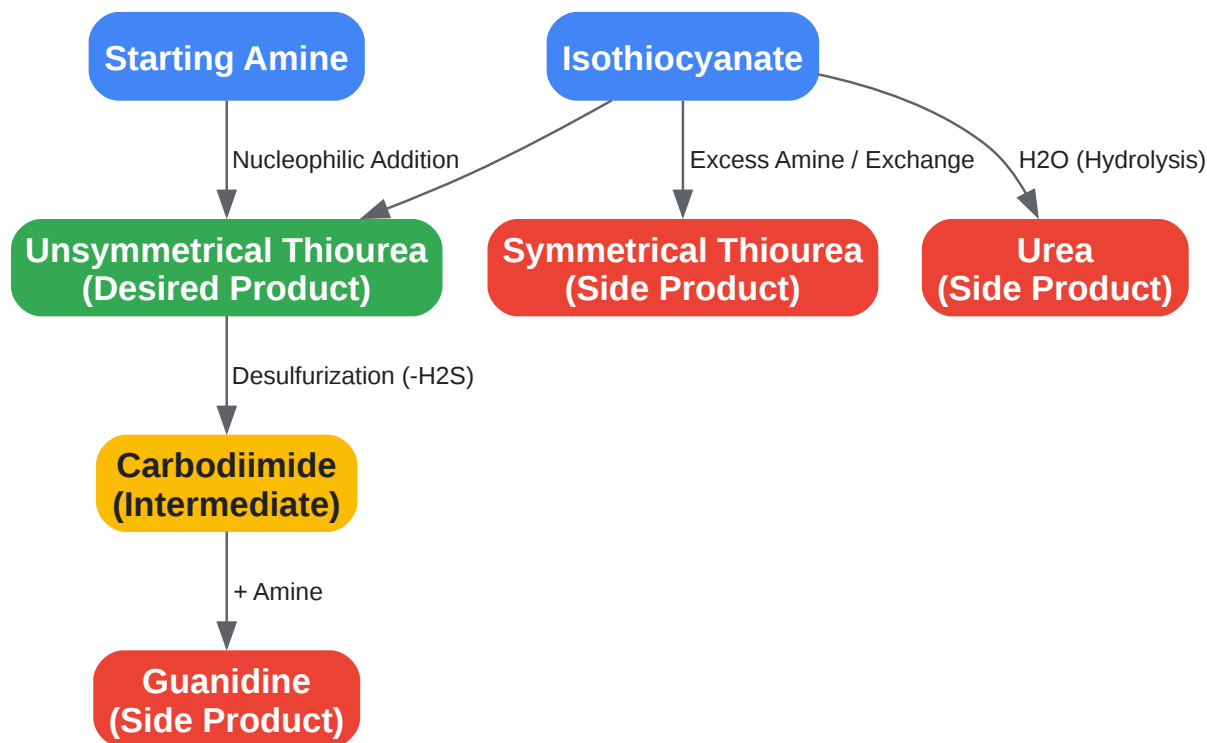 Starting Amine
Isothiocyanate
Nucleophilic Addition
Excess Amine / Exchange
H2O (Hydrolysis)
Unsymmetrical Thiourea
(Desired Product)
Symmetrical Thiourea
(Side Product)
Urea
(Side Product)
Desulfurization (-H2S)
Carbodiimide
(Intermediate)
+ Amine
Guanidine
(Side Product)